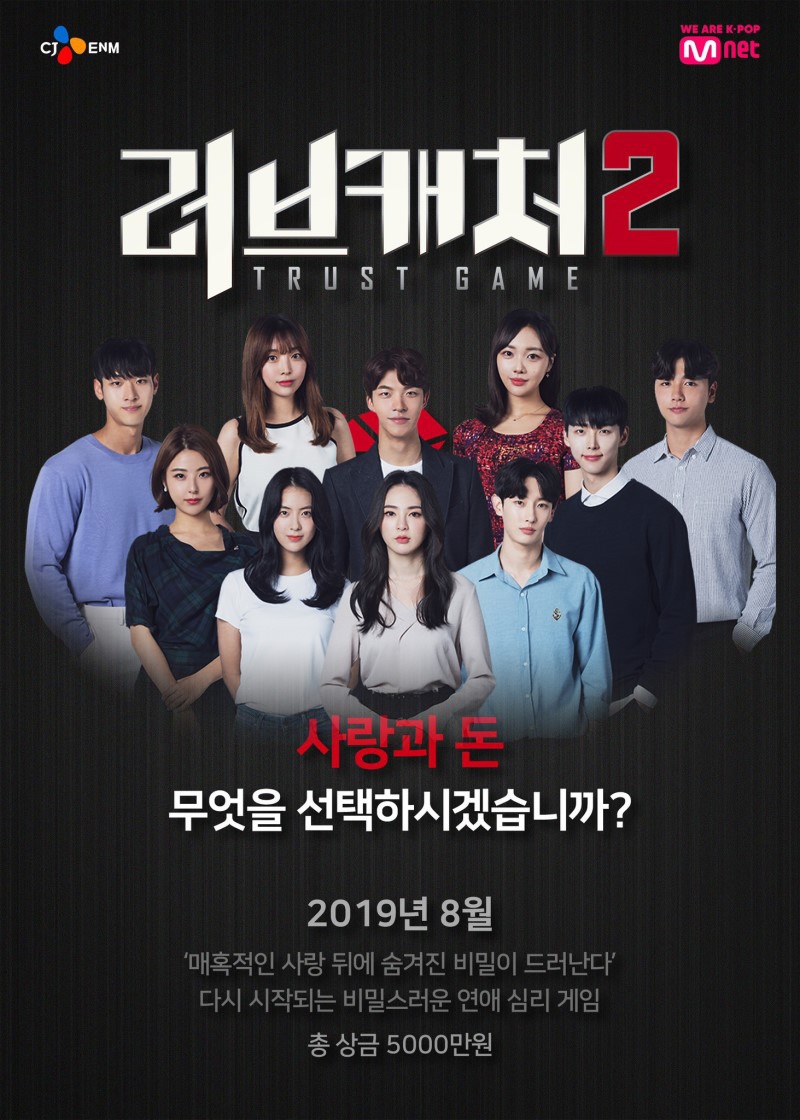 CJ ENM
WE ARE K-POP
Mnet
러브캐처2
TRUST GAME
사랑과 돈
무엇을 선택하시겠습니까?
2019년 8월
‘매혹적인 사랑 뒤에 숨겨진 비밀이 드러난다’
다시 시작되는 비밀스러운 연애 심리 게임
총 상금 5000만원